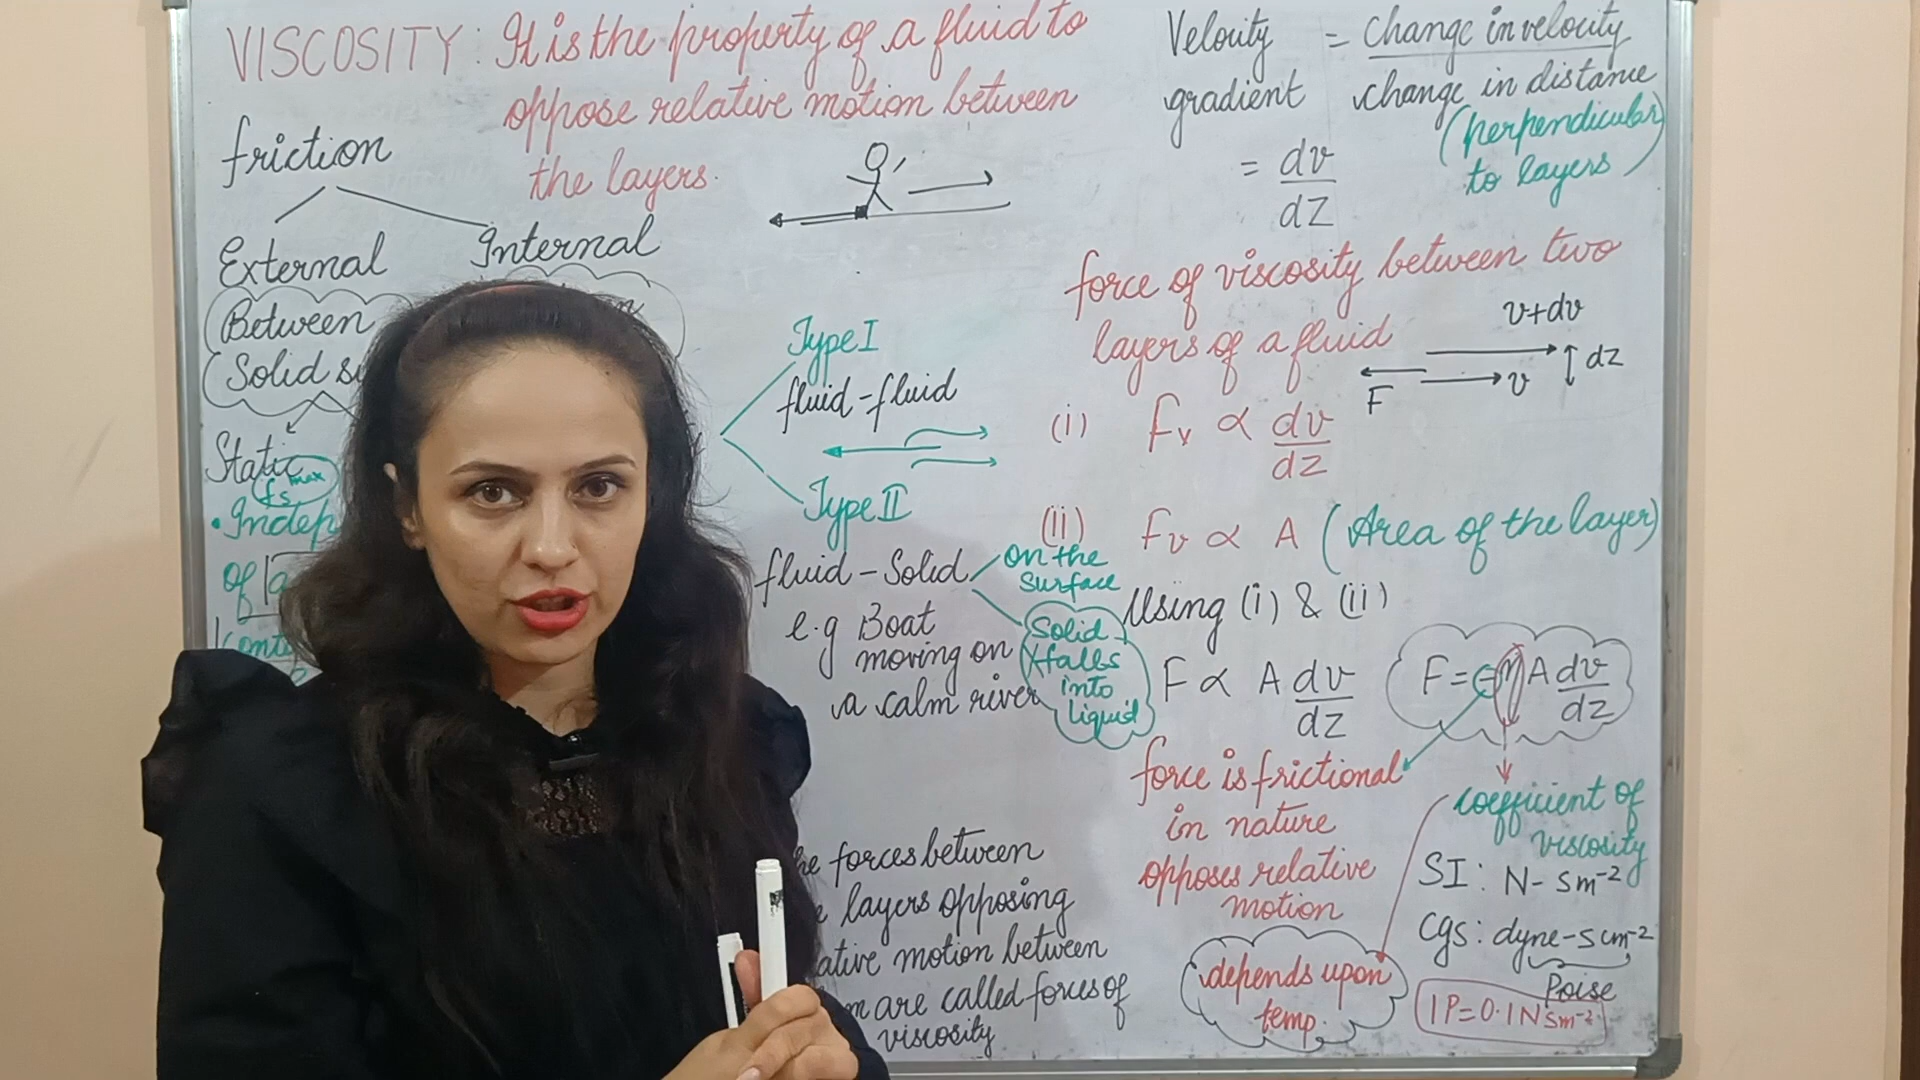 VISCOSITY: It is the property of a fluid to
oppose relative motion between
the layers.
friction
External
Internal
Between
Solid
Static
fs max
• Indep
of
Type I
fluid-fluid
Type II
fluid-Solid
on the
surface
Solid
falls
into
liquid
e.g Boat
moving on
a calm river
forces between
layers opposing
motion between
are called forces of
viscosity
Velocity gradient = change in velocity
change in distance
(perpendicular
to layers)
= dv
dz
force of viscosity between two
layers of a fluid
v+dv
dz
v
F
(i) Fv ∝ dv
dz
(ii) Fv ∝ A (Area of the layer)
Using (i) & (ii)
F ∝ A dv
dz
F=-ηA dv
dz
force is frictional
in nature
opposes relative
motion
coefficient of
viscosity
SI: N-sm⁻²
Cgs: dyne-s cm⁻²
Poise
1P=0.1Nsm⁻²
depends upon
temp.